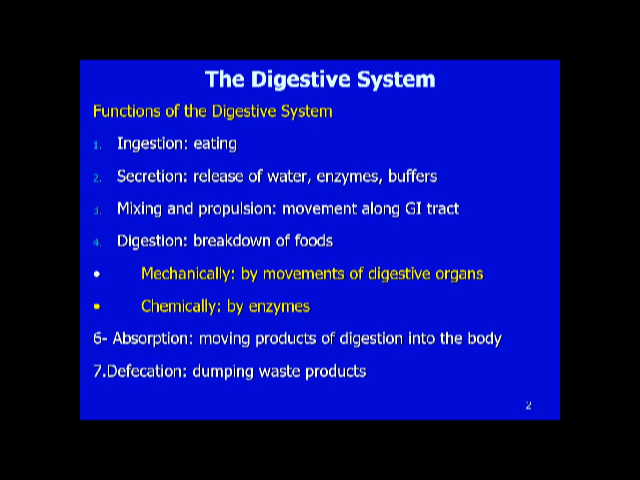 The Digestive System
Functions of the Digestive System
1. Ingestion: eating
2. Secretion: release of water, enzymes, buffers
3. Mixing and propulsion: movement along GI tract
4. Digestion: breakdown of foods
• Mechanically: by movements of digestive organs
• Chemically: by enzymes
6- Absorption: moving products of digestion into the body
7.Defecation: dumping waste products
2